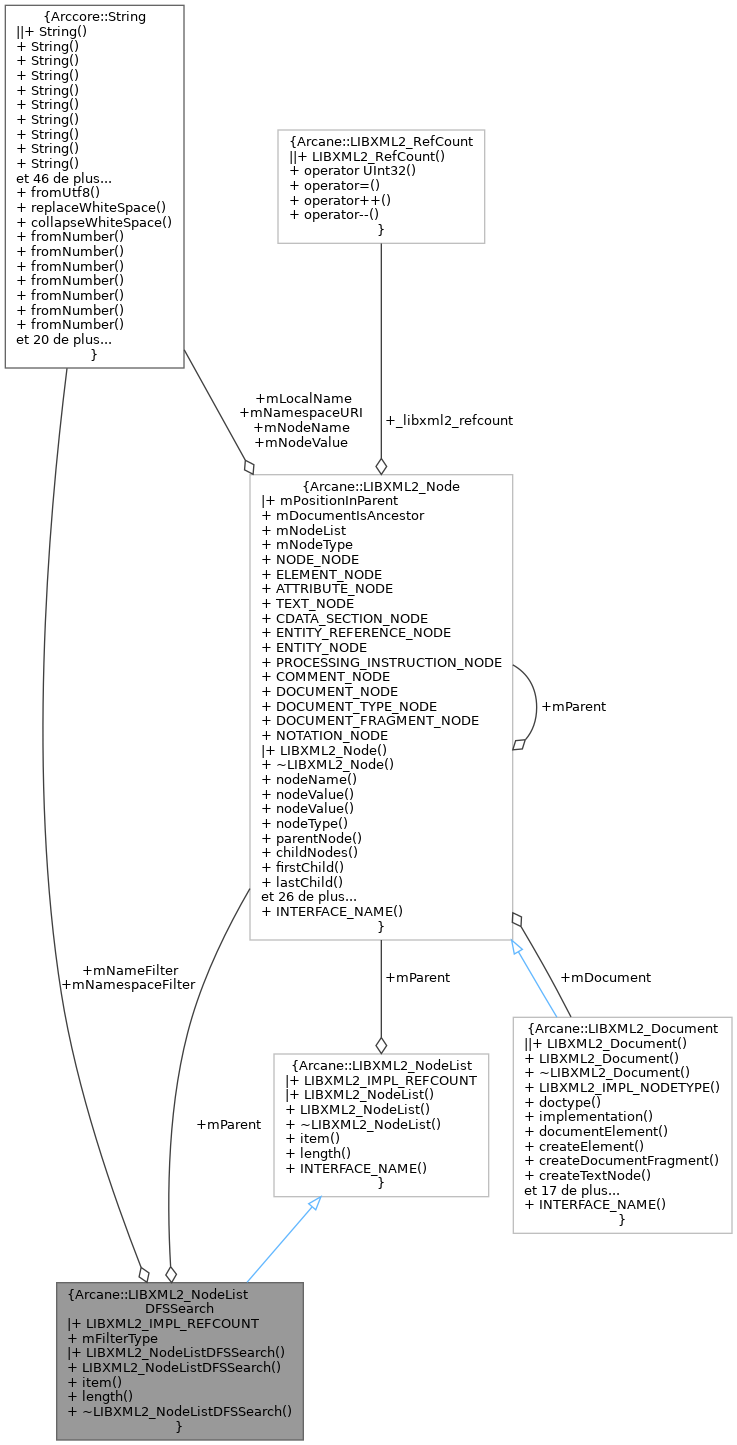 {Arccore::String
||+ String()
+ String()
+ String()
+ String()
+ String()
+ String()
+ String()
+ String()
+ String()
+ String()
et 46 de plus...
+ fromUtf8()
+ replaceWhiteSpace()
+ collapseWhiteSpace()
+ fromNumber()
+ fromNumber()
+ fromNumber()
+ fromNumber()
+ fromNumber()
+ fromNumber()
+ fromNumber()
et 20 de plus...
}
{Arcane::LIBXML2_RefCount
||+ LIBXML2_RefCount()
+ operator UInt32()
+ operator=()
+ operator++()
+ operator--()
}
+mLocalName
+mNamespaceURI
+mNodeName
+mNodeValue
+_libxml2_refcount
{Arcane::LIBXML2_Node
|+ mPositionInParent
+ mDocumentIsAncestor
+ mNodeList
+ mNodeType
+ NODE_NODE
+ ELEMENT_NODE
+ ATTRIBUTE_NODE
+ TEXT_NODE
+ CDATA_SECTION_NODE
+ ENTITY_REFERENCE_NODE
+ ENTITY_NODE
+ PROCESSING_INSTRUCTION_NODE
+ COMMENT_NODE
+ DOCUMENT_NODE
+ DOCUMENT_TYPE_NODE
+ DOCUMENT_FRAGMENT_NODE
+ NOTATION_NODE
|+ LIBXML2_Node()
+ ~LIBXML2_Node()
+ nodeName()
+ nodeValue()
+ nodeValue()
+ nodeType()
+ parentNode()
+ childNodes()
+ firstChild()
+ lastChild()
et 26 de plus...
+ INTERFACE_NAME()
}
+mParent
+mNameFilter
+mNamespaceFilter
+mParent
+mDocument
{Arcane::LIBXML2_Document
||+ LIBXML2_Document()
+ LIBXML2_Document()
+ ~LIBXML2_Document()
+ LIBXML2_IMPL_NODETYPE()
+ doctype()
+ implementation()
+ documentElement()
+ createElement()
+ createDocumentFragment()
+ createTextNode()
et 17 de plus...
+ INTERFACE_NAME()
}
{Arcane::LIBXML2_NodeList
|+ LIBXML2_IMPL_REFCOUNT
|+ LIBXML2_NodeList()
+ LIBXML2_NodeList()
+ ~LIBXML2_NodeList()
+ item()
+ length()
+ INTERFACE_NAME()
}
+mParent
{Arcane::LIBXML2_NodeList
DFSSearch
|+ LIBXML2_IMPL_REFCOUNT
+ mFilterType
|+ LIBXML2_NodeListDFSSearch()
+ LIBXML2_NodeListDFSSearch()
+ item()
+ length()
+ ~LIBXML2_NodeListDFSSearch()
}